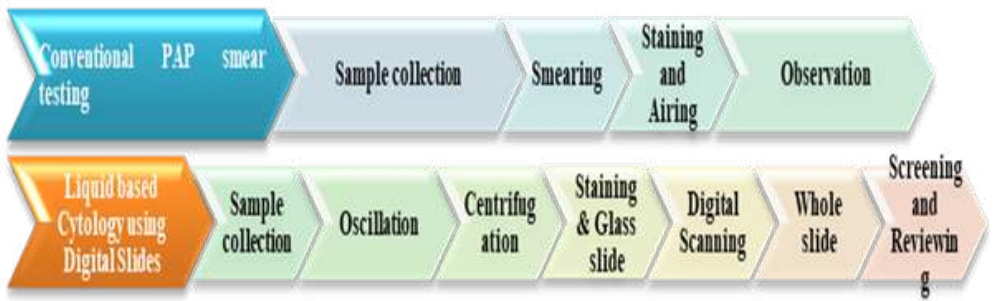 Conventional PAP smear
testing
Sample collection
Smearing
Staining
and
Airing
Observation
Liquid based
Cytology using
Digital Slides
Sample
collection
Oscillation
Centrifug
ation
Staining
& Glass
slide
Digital
Scanning
Whole
slide
Screening
and
Reviewin
g